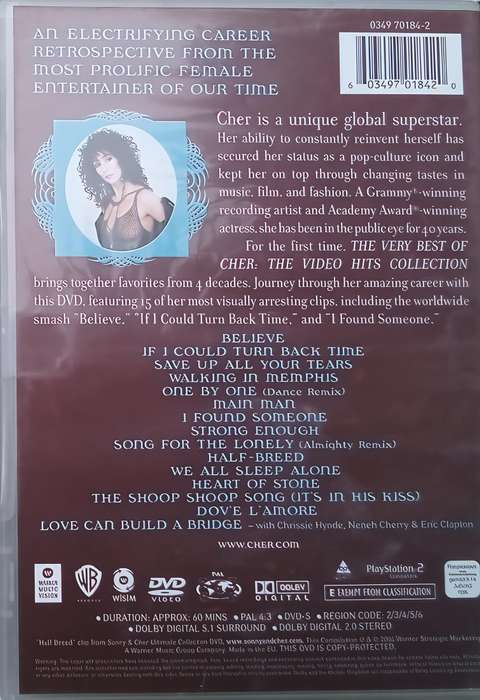 0349 70184-2
AN ELECTRIFYING CAREER
RETROSPECTIVE FROM THE
MOST PROLIFIC FEMALE
ENTERTAINER OF OUR TIME
6 03497 01842 0
Cher is a unique global superstar.
Her ability to constantly reinvent herself has
secured her status as a pop-culture icon and
kept her on top through changing tastes in
music, film, and fashion. A Grammy®-winning
recording artist and Academy Award®-winning
actress, she has been in the public eye for 40 years.
For the first time, THE VERY BEST OF
CHER: THE VIDEO HITS COLLECTION
brings together favorites from 4 decades. Journey through her amazing career with
this DVD, featuring 15 of her most visually arresting clips, including the worldwide
smash "Believe," "If I Could Turn Back Time," and "I Found Someone."
BELIEVE
IF I COULD TURN BACK TIME
SAVE UP ALL YOUR TEARS
WALKING IN MEMPHIS
ONE BY ONE (Dance Remix)
MAIN MAN
I FOUND SOMEONE
STRONG ENOUGH
SONG FOR THE LONELY (Almighty Remix)
HALF-BREED
WE ALL SLEEP ALONE
HEART OF STONE
THE SHOOP SHOOP SONG (IT'S IN HIS KISS)
DOV'E L'AMORE
LOVE CAN BUILD A BRIDGE – with Chrissie Hynde, Neneh Cherry & Eric Clapton
WWW.CHER.COM
WARNER MUSIC VISION
WB
WSM
DVD VIDEO
PAL
DOLBY DIGITAL
PlayStation 2
E EXEMPT FROM CLASSIFICATION
• DURATION: APPROX: 60 MINS • PAL 4:3 • DVD-5 • REGION CODE: 2/3/4/5/6
• DOLBY DIGITAL 5.1 SURROUND • DOLBY DIGITAL 2.0 STEREO
"Half Breed" clip from Sonny & Cher Ultimate Collection DVD, www.sonnyandcher.com. This Compilation ℗ © Warner Strategic Marketing,
A Warner Music Group Company. Made in the EU. THIS DVD IS COPY-PROTECTED.